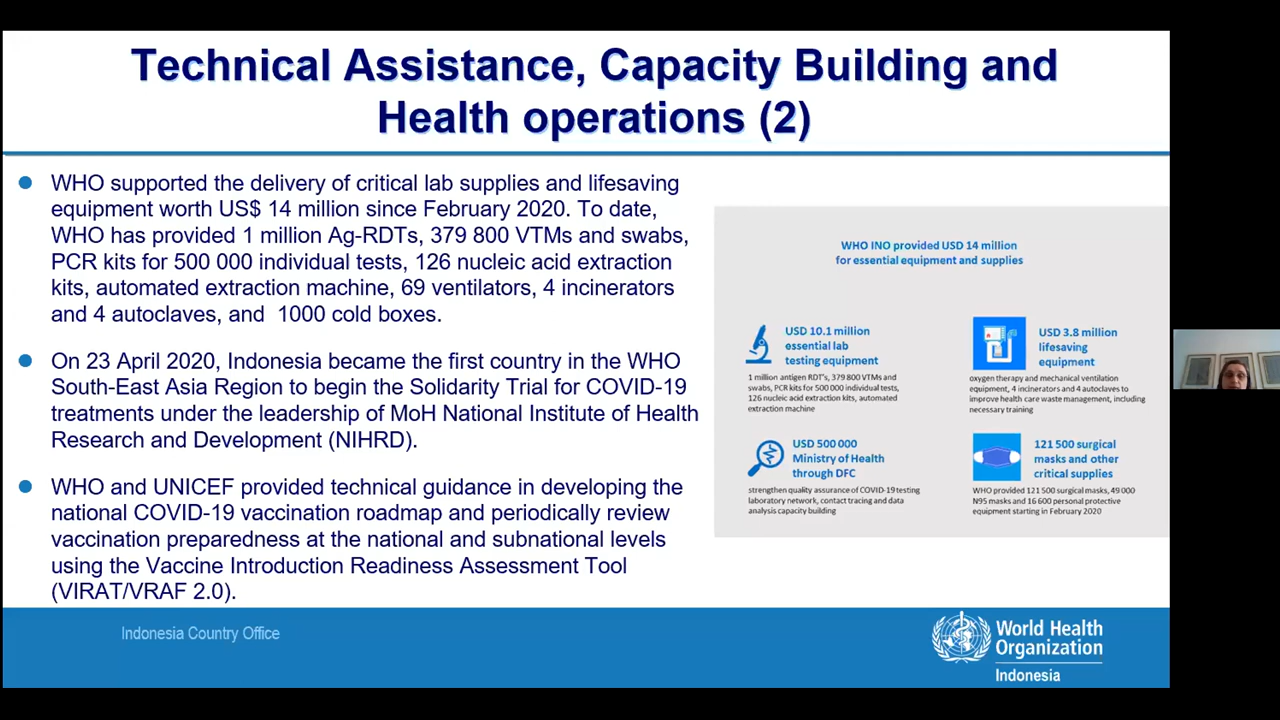 Technical Assistance, Capacity Building and
Health operations (2)
WHO supported the delivery of critical lab supplies and lifesaving
equipment worth US$ 14 million since February 2020. To date,
WHO has provided 1 million Ag-RDTs, 379 800 VTMs and swabs,
PCR kits for 500 000 individual tests, 126 nucleic acid extraction
kits, automated extraction machine, 69 ventilators, 4 incinerators
and 4 autoclaves, and 1000 cold boxes.
On 23 April 2020, Indonesia became the first country in the WHO
South-East Asia Region to begin the Solidarity Trial for COVID-19
treatments under the leadership of MoH National Institute of Health
Research and Development (NIHRD).
WHO and UNICEF provided technical guidance in developing the
national COVID-19 vaccination roadmap and periodically review
vaccination preparedness at the national and subnational levels
using the Vaccine Introduction Readiness Assessment Tool
(VIRAT/VRAF 2.0).
WHO INO provided USD 14 million
for essential equipment and supplies
USD 10.1 million
essential lab
testing equipment
1 million antigen RDT's, 379 800 VTMs and
swabs, PCR kits for 500 000 individual tests,
126 nucleic acid extraction kits, automated
extraction machine
USD 3.8 million
lifesaving
equipment
oxygen therapy and mechanical ventilation
equipment, 4 incinerators and 4 autoclaves to
improve health care waste management, including
necessary training
USD 500 000
Ministry of Health
through DFC
strengthen quality assurance of COVID-19 testing
laboratory network, contact tracing and data
analysis capacity building
121 500 surgical
masks and other
critical supplies
WHO provided 121 500 surgical masks, 49 000
N95 masks and 16 600 personal protective
equipment starting in February 2020
Indonesia Country Office
World Health
Organization
Indonesia